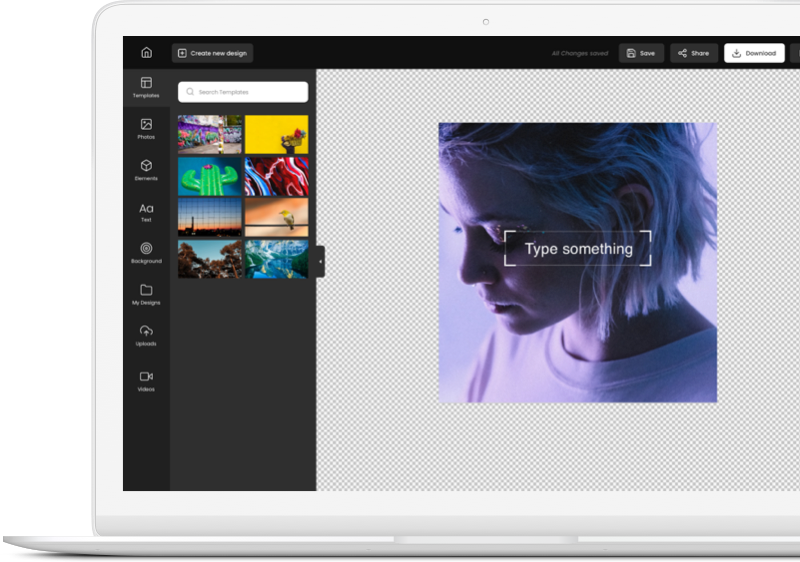 Create new design
All Changes saved
Save
Share
Download
Templates
Search Templates
Photos
Elements
Aa
Text
Background
My Designs
Uploads
Videos
Type something